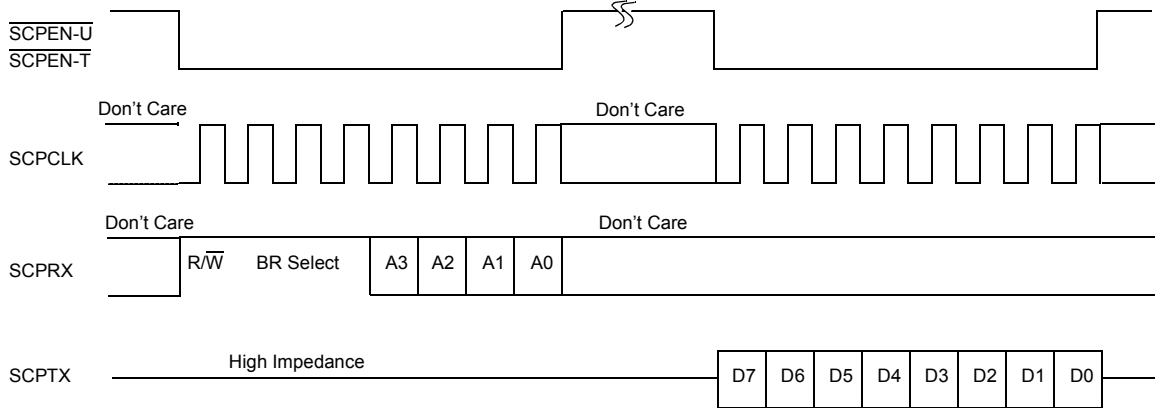 SCPEN-U
SCPEN-T
Don't Care
Don't Care
SCPCLK
Don't Care
Don't Care
SCPRX
R/W BR Select A3 A2 A1 A0
High Impedance
SCPTX
D7 D6 D5 D4 D3 D2 D1 D0